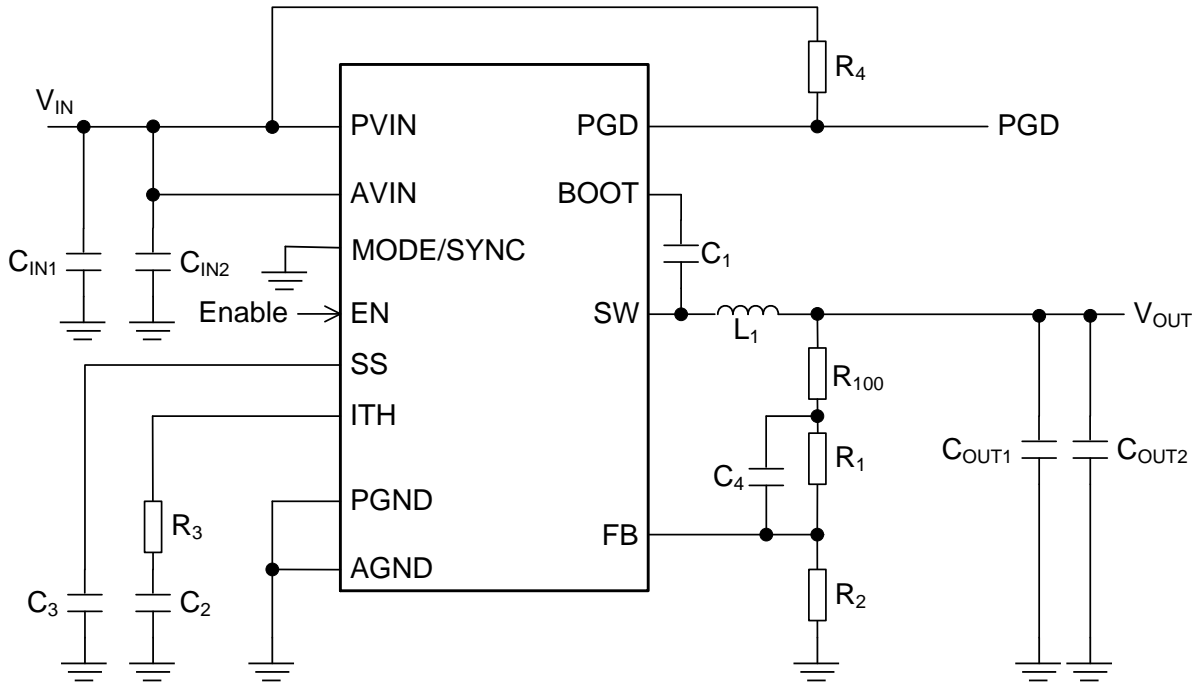 R4
VIN
PVIN
PGD
PGD
AVIN
BOOT
CIN1
CIN2
MODE/SYNC
C1
Enable
EN
SW
L1
VOUT
SS
R100
ITH
R1
COUT1
COUT2
C4
PGND
R3
FB
AGND
C3
C2
R2